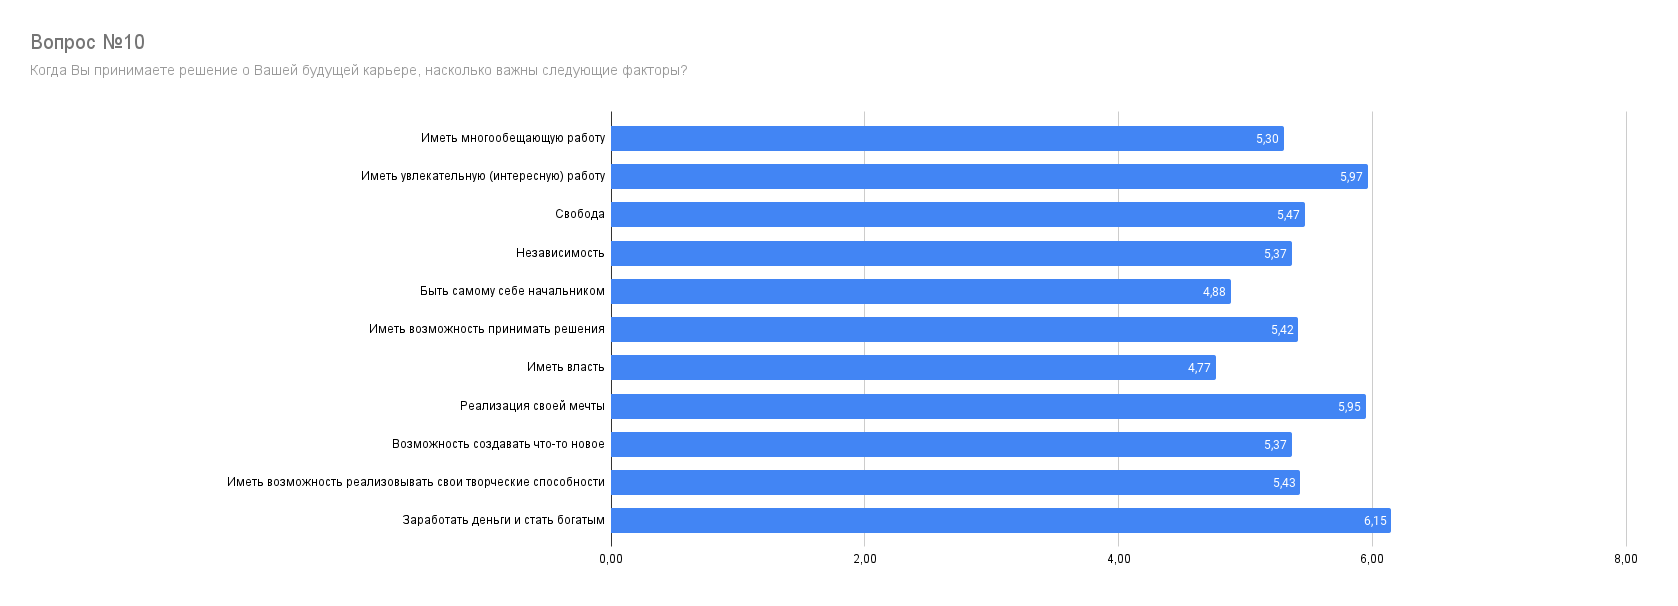 Вопрос №10
Когда Вы принимаете решение о Вашей будущей карьере, насколько важны следующие факторы?
Иметь многообещающую работу 5,30
Иметь увлекательную (интересную) работу 5,97
Свобода 5,47
Независимость 5,37
Быть самому себе начальником 4,88
Иметь возможность принимать решения 5,42
Иметь власть 4,77
Реализация своей мечты 5,95
Возможность создавать что-то новое 5,37
Иметь возможность реализовывать свои творческие способности 5,43
Заработать деньги и стать богатым 6,15
0,00 2,00 4,00 6,00 8,00